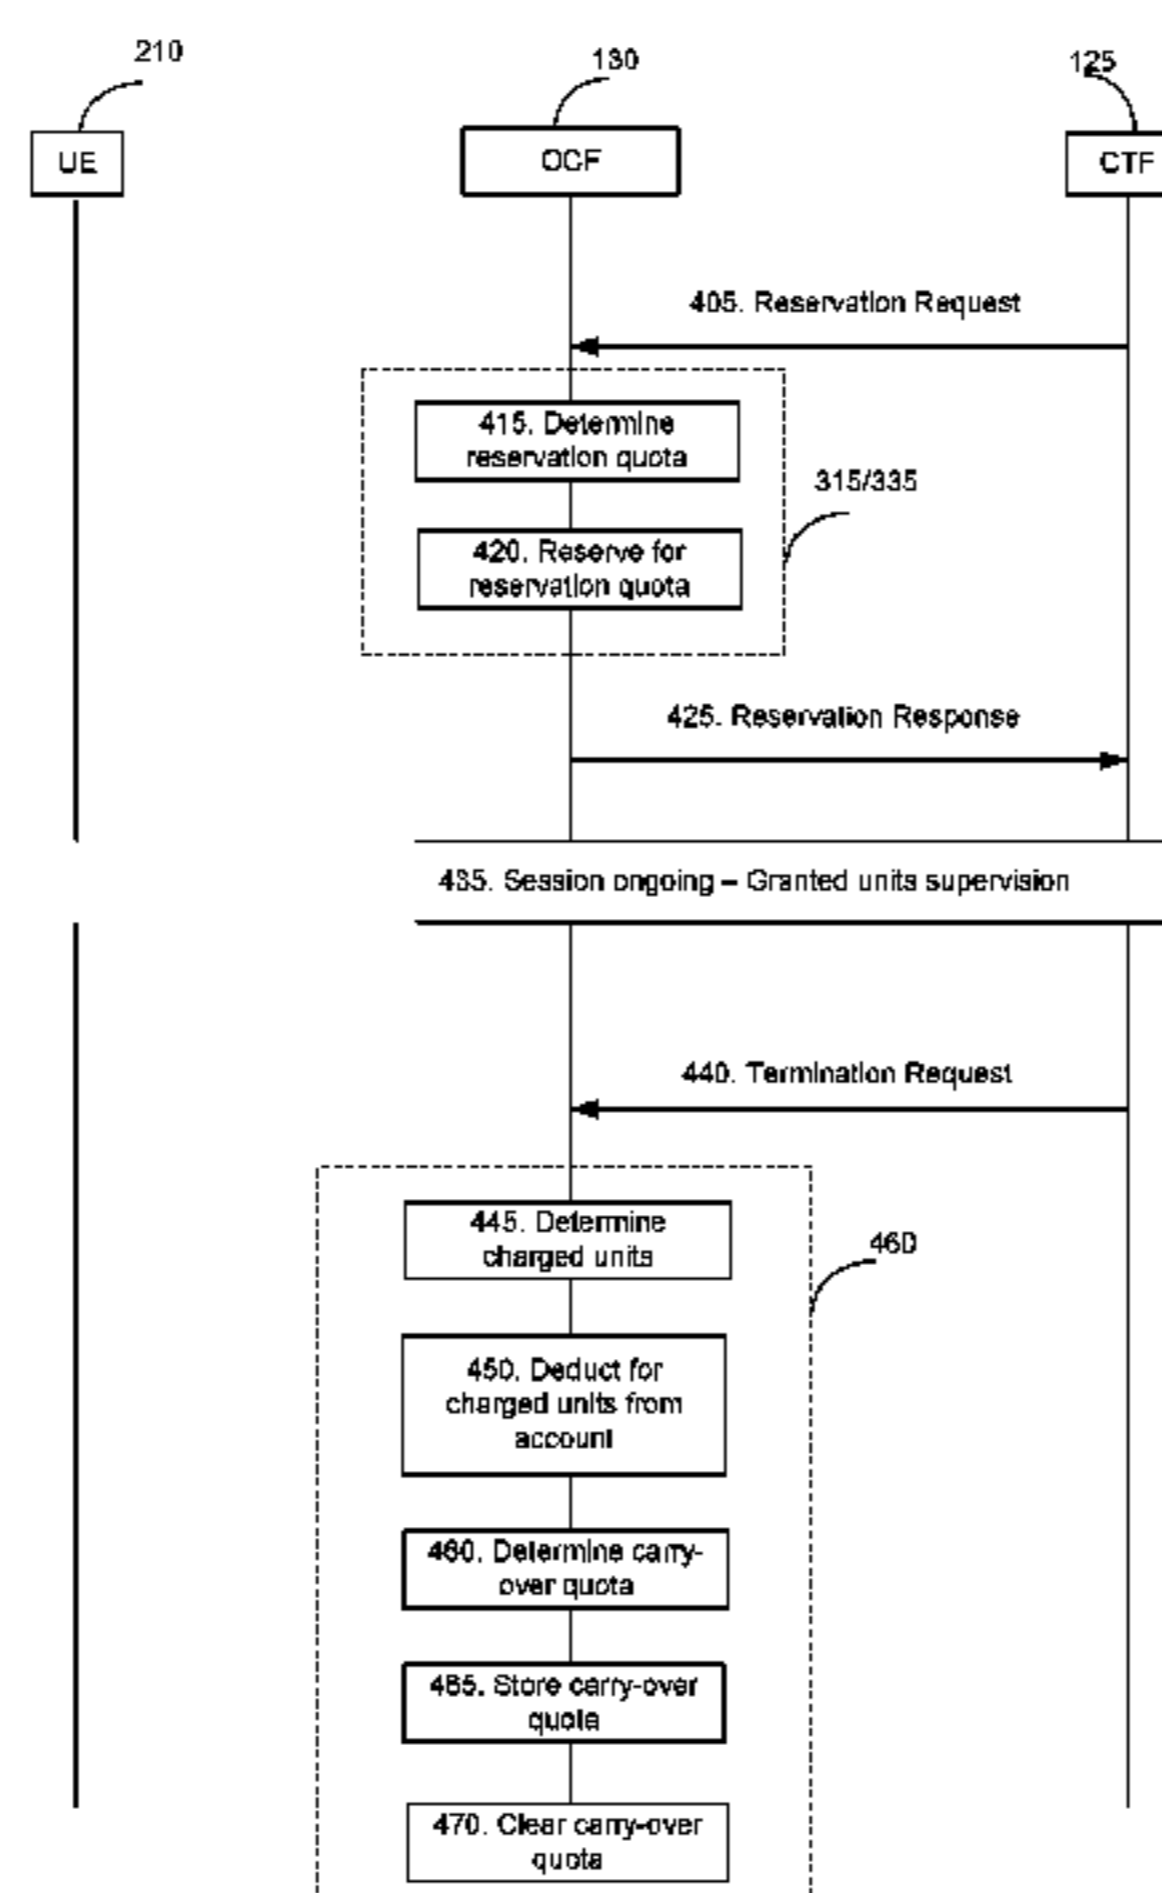 210
130
125
UE
OCF
CTF
405. Reservation Request
415. Determine
reservation quota
315/335
420. Reserve for
reservation quota
425. Reservation Response
435. Session ongoing – Granted units supervision
440. Termination Request
445. Determine
charged units
460
450. Deduct for
charged units from
account
460. Determine carry-
over quota
465. Store carry-over
quota
470. Clear carry-over
quota